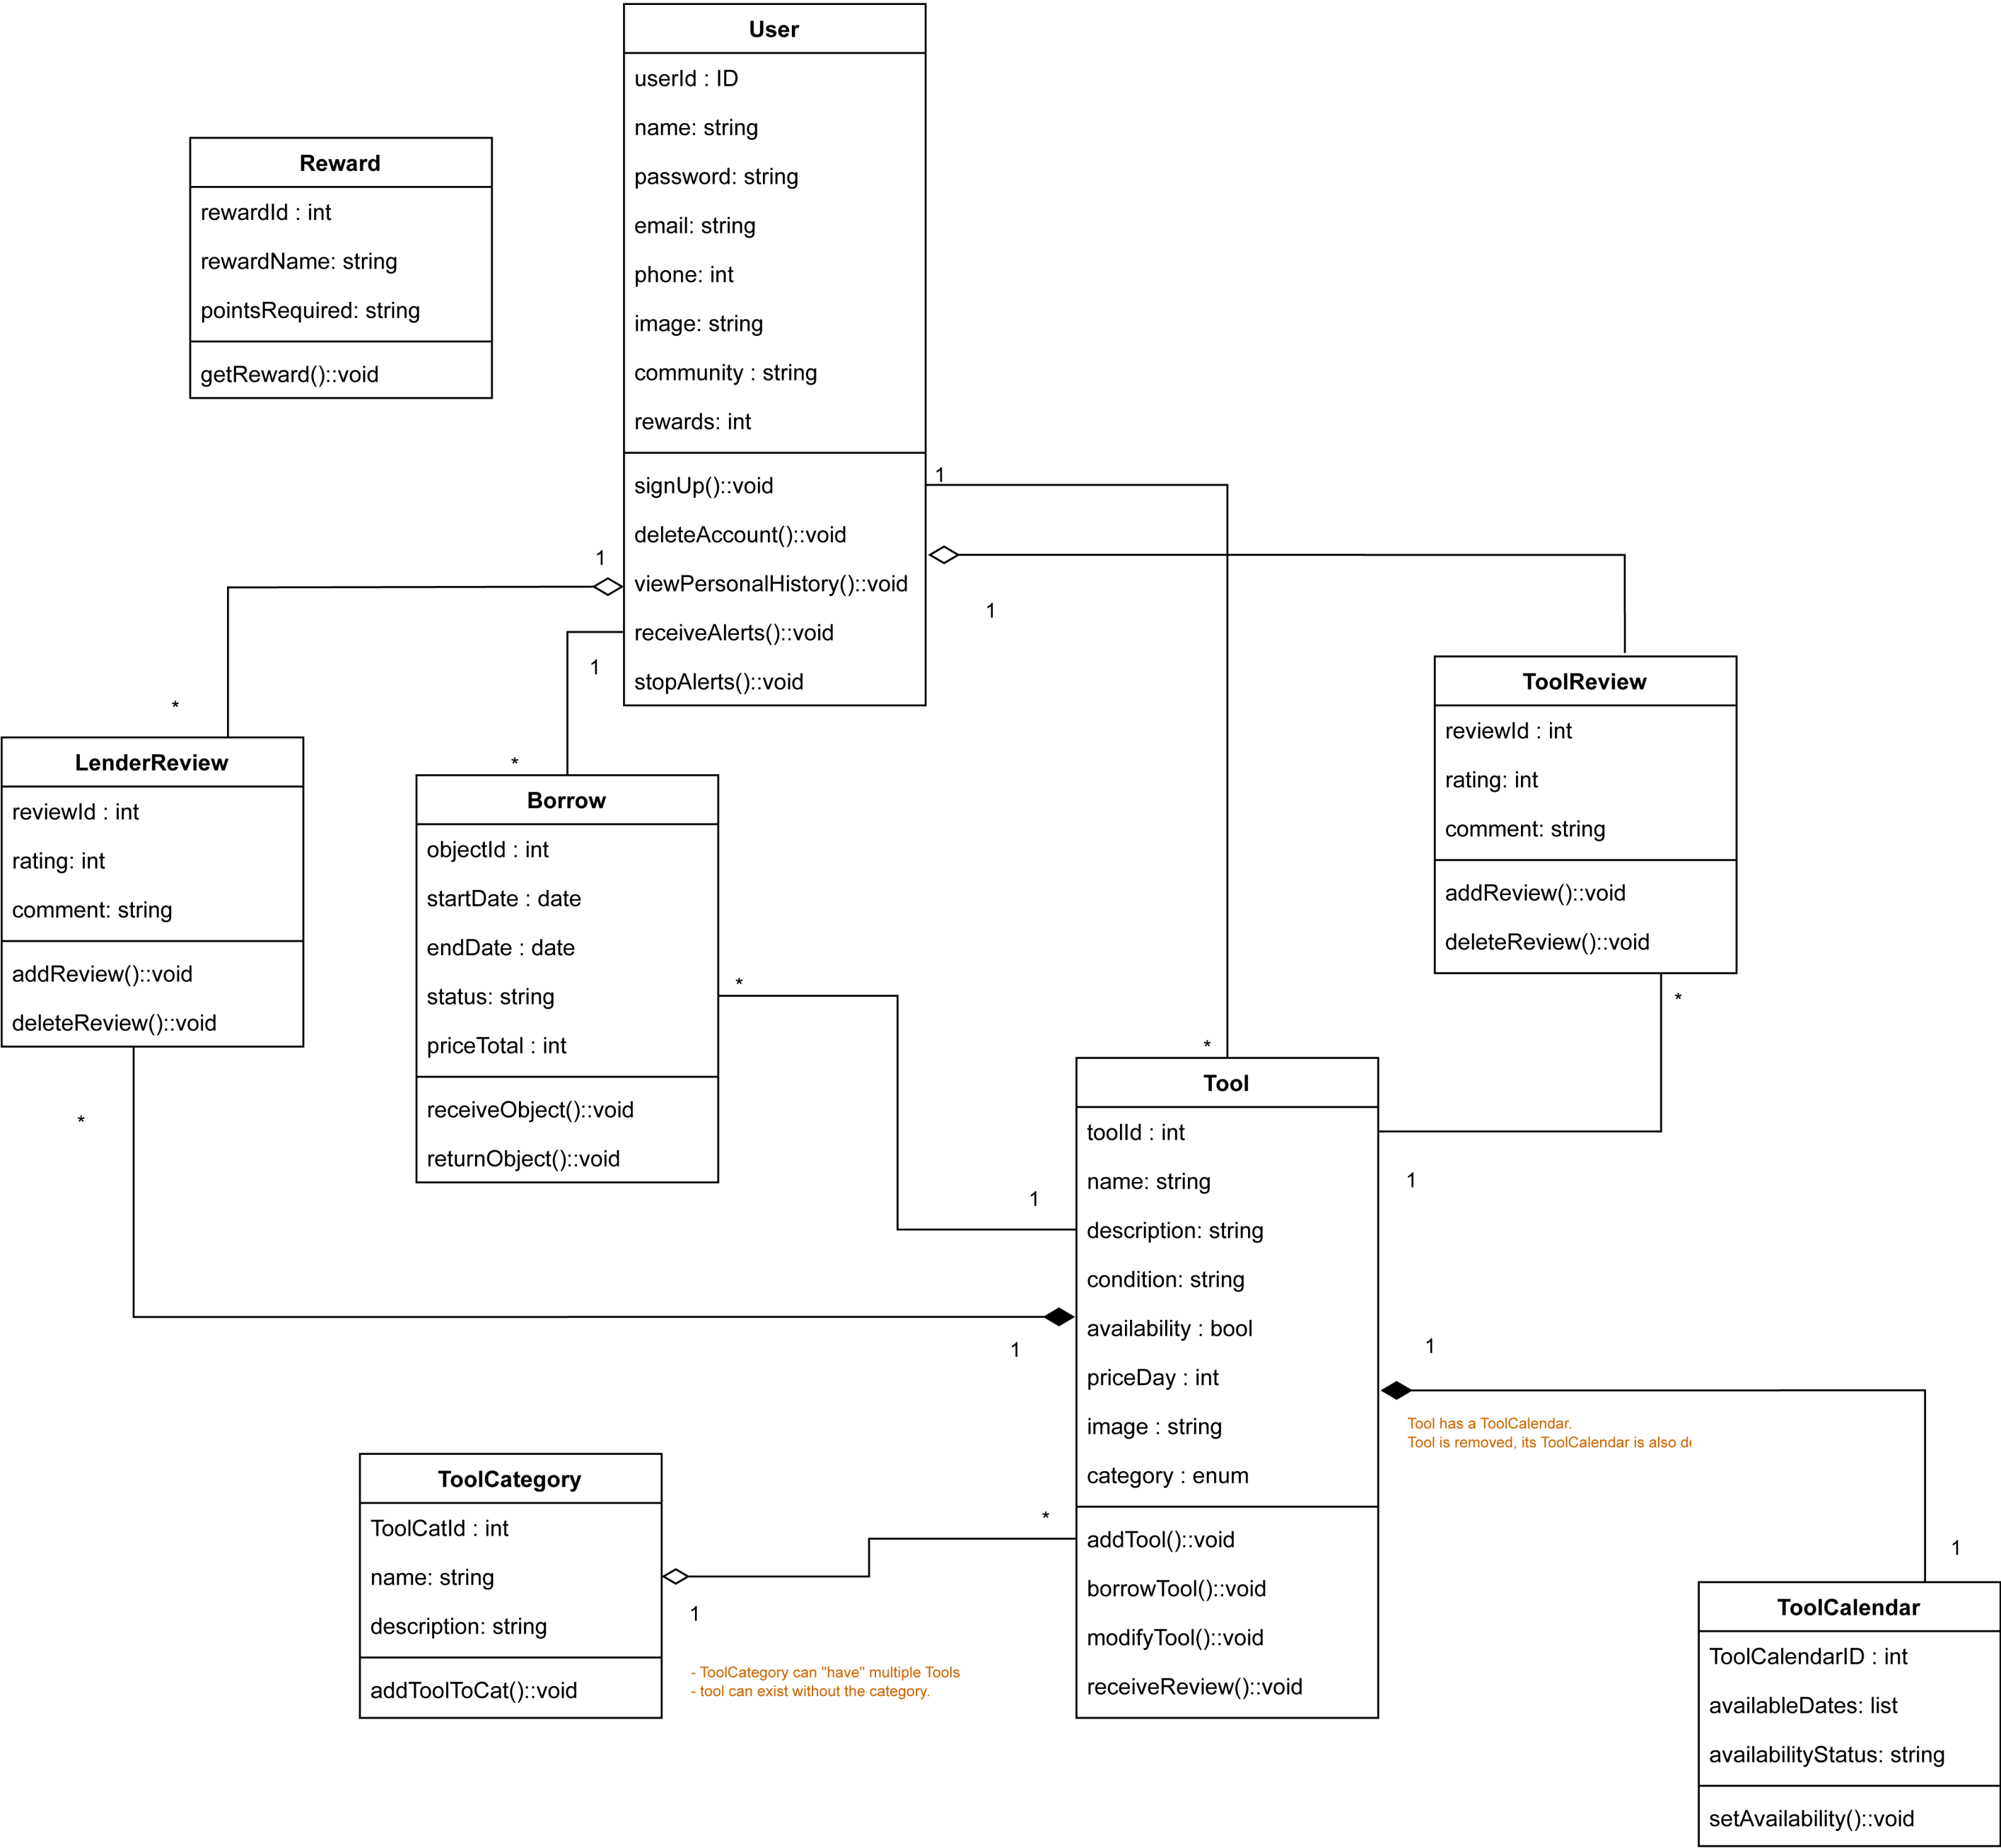 User
userId : ID
name: string
password: string
email: string
phone: int
image: string
community : string
rewards: int
signUp()::void
deleteAccount()::void
viewPersonalHistory()::void
receiveAlerts()::void
stopAlerts()::void
Reward
rewardId : int
rewardName: string
pointsRequired: string
getReward()::void
1
1
1
1
*
*
LenderReview
reviewId : int
rating: int
comment: string
addReview()::void
deleteReview()::void
*
Borrow
objectId : int
startDate : date
endDate : date
status: string
priceTotal : int
receiveObject()::void
returnObject()::void
*
1
ToolReview
reviewId : int
rating: int
comment: string
addReview()::void
deleteReview()::void
*
1
*
Tool
toolId : int
name: string
description: string
condition: string
availability : bool
priceDay : int
image : string
category : enum
addTool()::void
borrowTool()::void
modifyTool()::void
receiveReview()::void
1
1
Tool has a ToolCalendar.
Tool is removed, its ToolCalendar is also
*
ToolCategory
ToolCatId : int
name: string
description: string
addToolToCat()::void
1
- ToolCategory can "have" multiple Tools
- tool can exist without the category.
1
ToolCalendar
ToolCalendarID : int
availableDates: list
availabilityStatus: string
setAvailability()::void